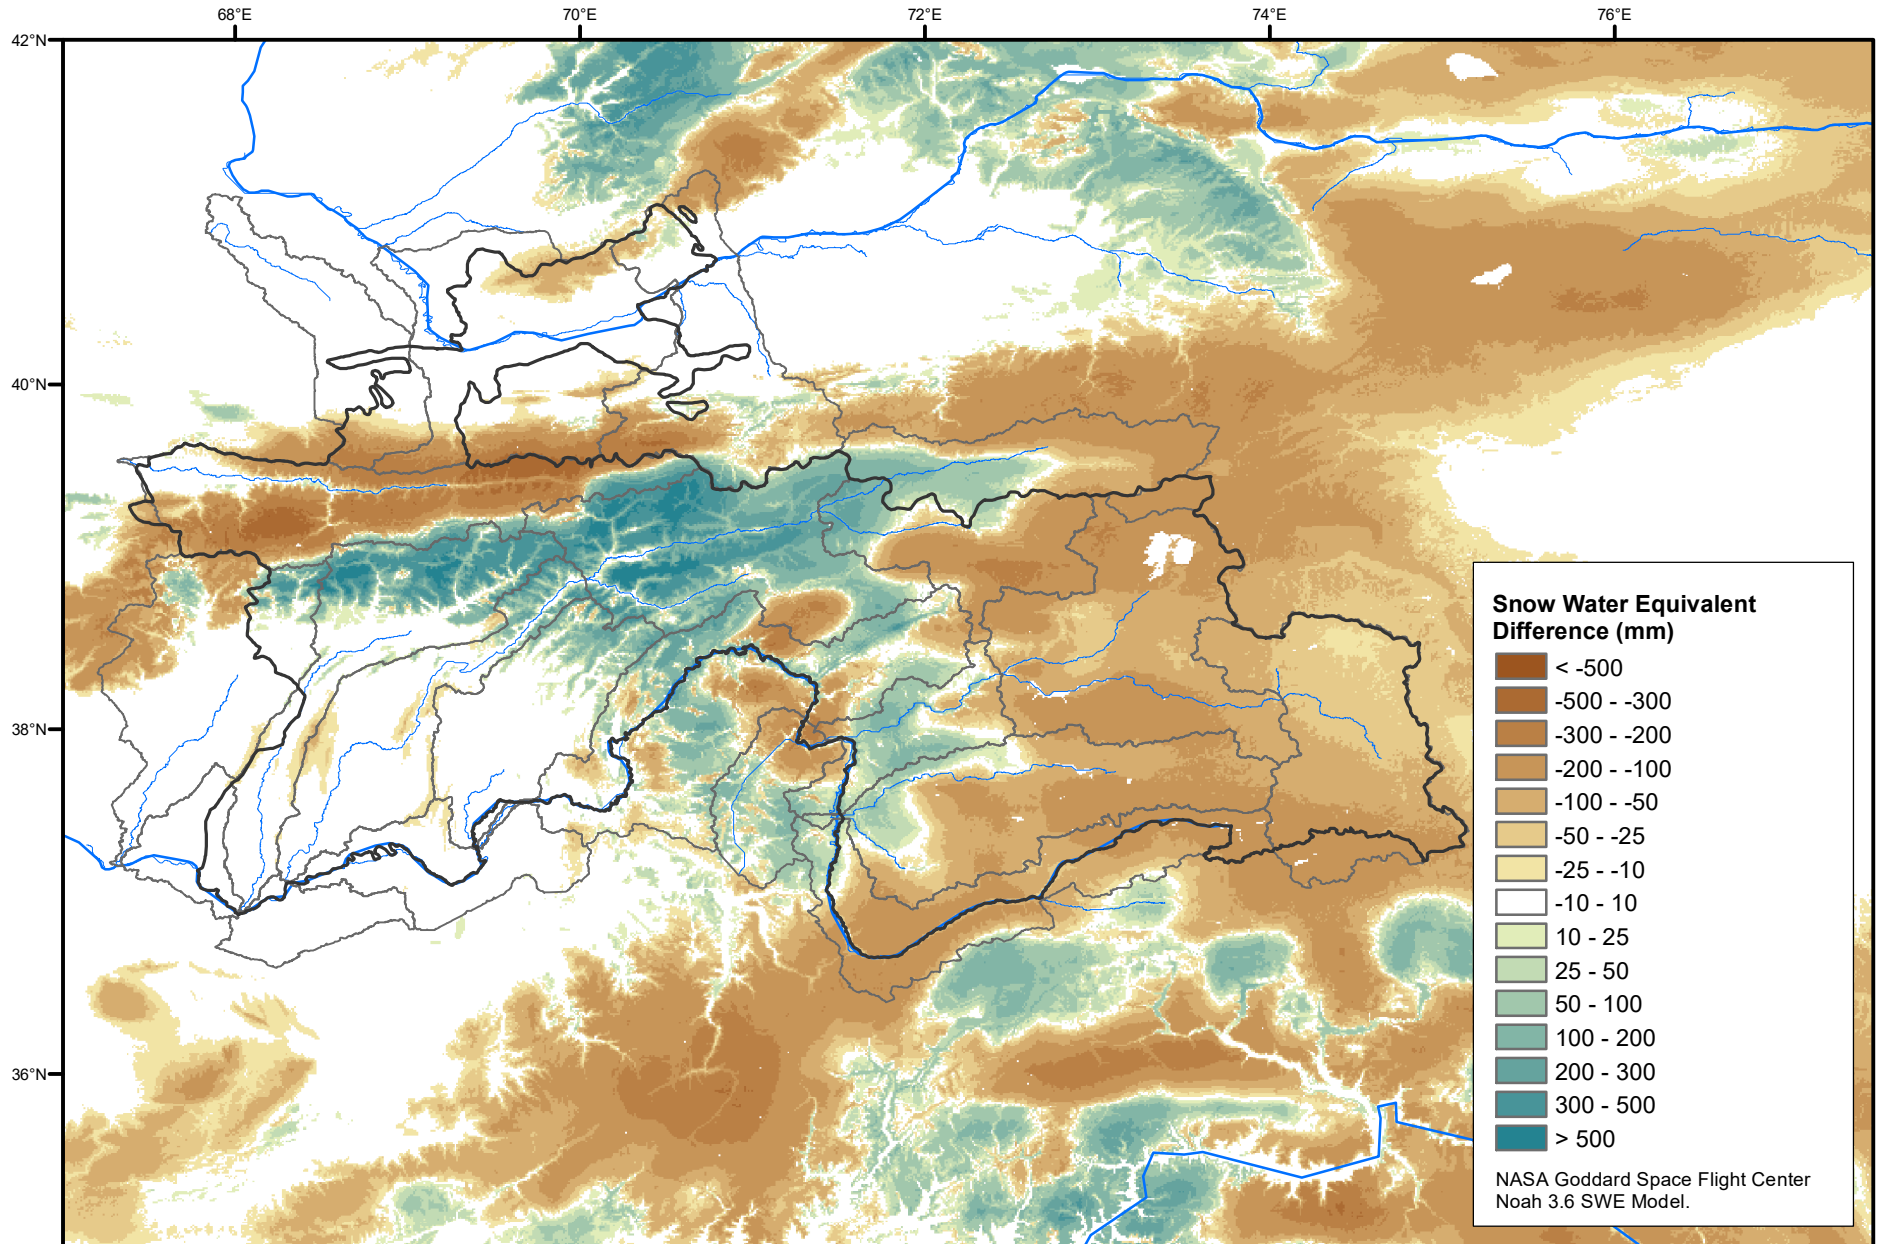 68°E
70°E
72°E
74°E
76°E
42°N
40°N
38°N
36°N
Snow Water Equivalent
Difference (mm)
< -500
-500 - -300
-300 - -200
-200 - -100
-100 - -50
-50 - -25
-25 - -10
-10 - 10
10 - 25
25 - 50
50 - 100
100 - 200
200 - 300
300 - 500
> 500
NASA Goddard Space Flight Center
Noah 3.6 SWE Model.